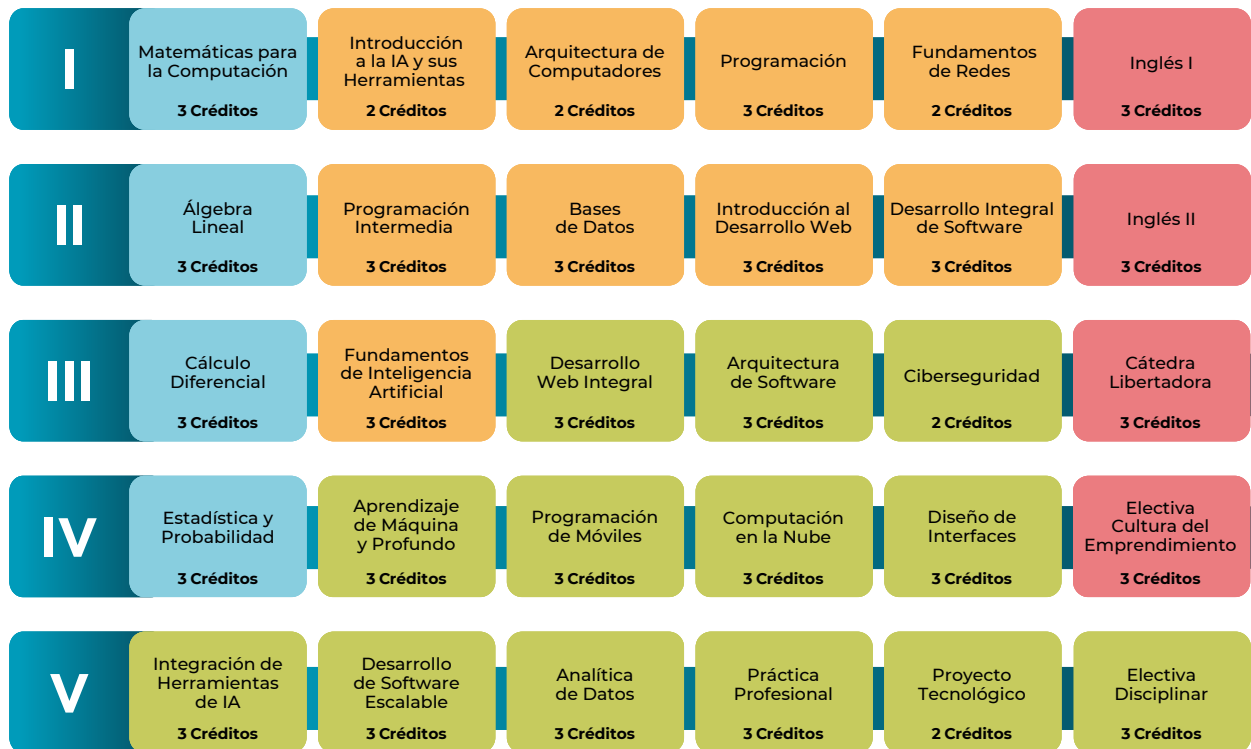 I
Matemáticas para
la Computación
3 Créditos
Introducción
a la IA y sus
Herramientas
2 Créditos
Arquitectura de
Computadores
2 Créditos
Programación
3 Créditos
Fundamentos
de Redes
2 Créditos
Inglés I
3 Créditos
II
Álgebra
Lineal
3 Créditos
Programación
Intermedia
3 Créditos
Bases
de Datos
3 Créditos
Introducción al
Desarrollo Web
3 Créditos
Desarrollo Integral
de Software
3 Créditos
Inglés II
3 Créditos
III
Cálculo
Diferencial
3 Créditos
Fundamentos
de Inteligencia
Artificial
3 Créditos
Desarrollo
Web Integral
3 Créditos
Arquitectura
de Software
3 Créditos
Ciberseguridad
2 Créditos
Cátedra
Libertadora
3 Créditos
IV
Estadística y
Probabilidad
3 Créditos
Aprendizaje
de Máquina
y Profundo
3 Créditos
Programación
de Móviles
3 Créditos
Computación
en la Nube
3 Créditos
Diseño de
Interfaces
3 Créditos
Electiva
Cultura del
Emprendimiento
3 Créditos
V
Integración de
Herramientas
de IA
3 Créditos
Desarrollo
de Software
Escalable
3 Créditos
Analítica
de Datos
3 Créditos
Práctica
Profesional
3 Créditos
Proyecto
Tecnológico
2 Créditos
Electiva
Disciplinar
3 Créditos